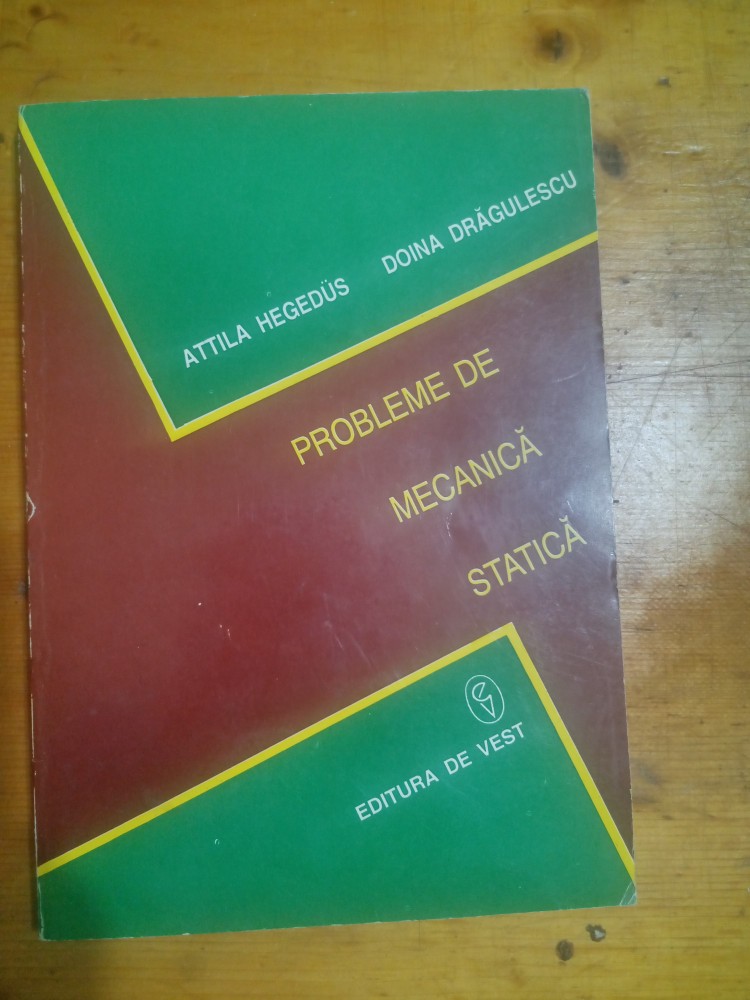 ATTILA HEGEDÜS DOINA DRĂGULESCU
PROBLEME DE
MECANICĂ
STATICĂ
EDITURA DE VEST